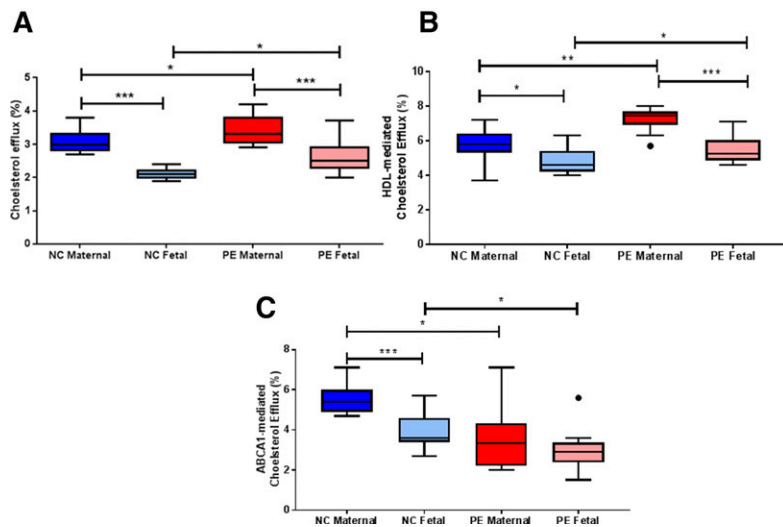 A
*
*
***
***
Choelsterol efflux (%)
5
4
3
2
1
0
NC Maternal NC Fetal PE Maternal PE Fetal
B
*
**
*
***
HDL-mediated
Choelsterol Efflux (%)
10
8
6
4
2
0
NC Maternal NC Fetal PE Maternal PE Fetal
C
*
*
***
ABCA1-mediated
Choelsterol Efflux (%)
8
6
4
2
0
NC Maternal NC Fetal PE Maternal PE Fetal